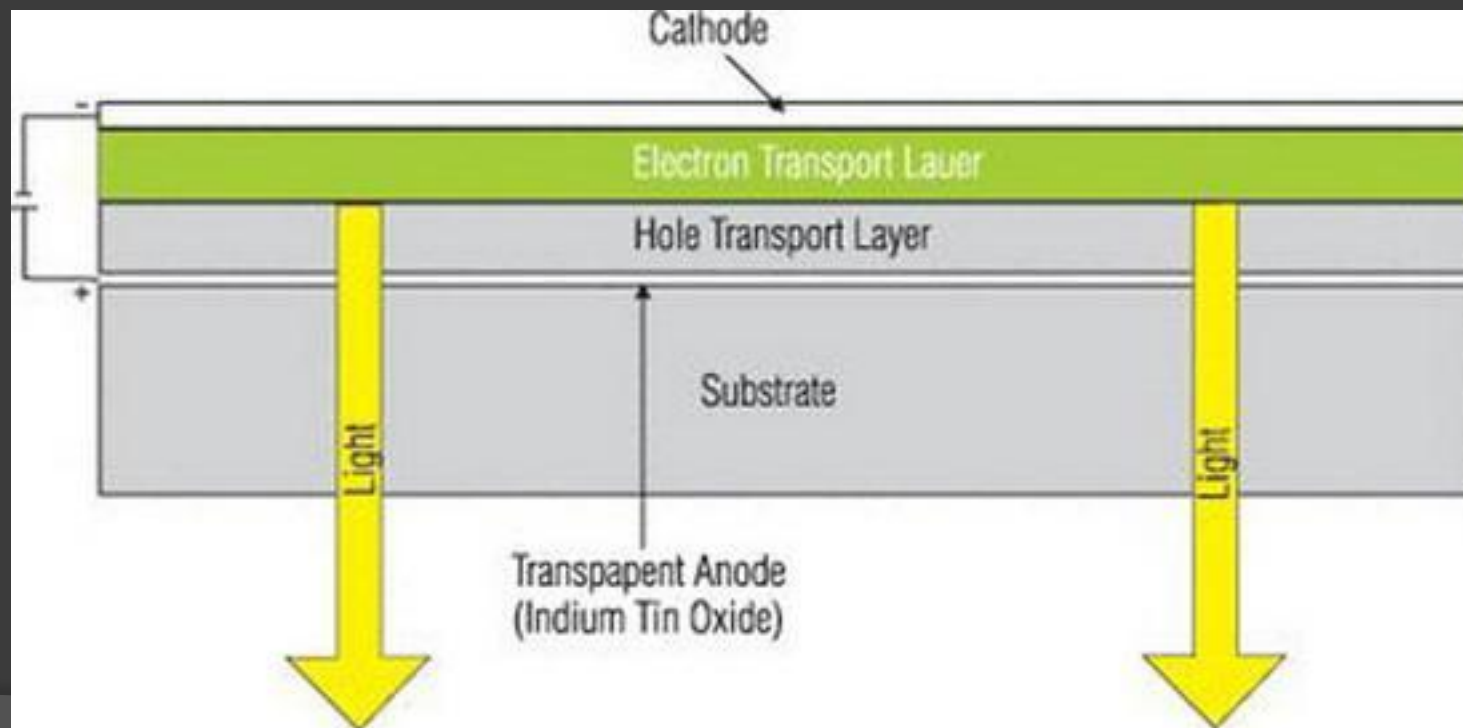 Cathode
-
Electron Transport Lauer
Hole Transport Layer
+
Substrate
Light
Light
Transpapent Anode
(Indium Tin Oxide)